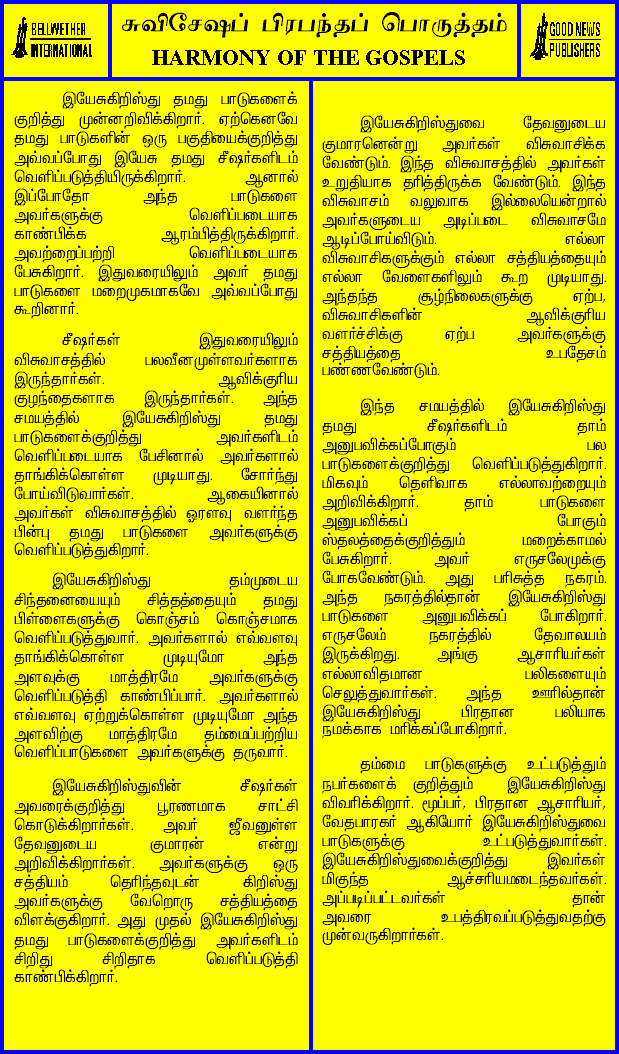 BELLWETHER
INTERNATIONAL
சுவிசேஷப் பிரபந்தப் பொருத்தம்
HARMONY OF THE GOSPELS
GOOD NEWS
PUBLISHERS
இயேசுகிறிஸ்து தமது பாடுகளைக்
குறித்து முன்னறிவிக்கிறார். ஏற்கெனவே
தமது பாடுகளின் ஒரு பகுதியைக்குறித்து
அவ்வப்போது இயேசு தமது சீஷர்களிடம்
வெளிப்படுத்தியிருக்கிறார். ஆனால்
இப்போதோ அந்த பாடுகளை
அவர்களுக்கு வெளிப்படையாக
காண்பிக்க ஆரம்பித்திருக்கிறார்.
அவற்றைப்பற்றி வெளிப்படையாக
பேசுகிறார். இதுவரையிலும் அவர் தமது
பாடுகளை மறைமுகமாகவே அவ்வப்போது
கூறினார்.
சீஷர்கள் இதுவரையிலும்
விசுவாசத்தில் பலவீனமுள்ளவர்களாக
இருந்தார்கள். ஆவிக்குரிய
குழந்தைகளாக இருந்தார்கள். அந்த
சமயத்தில் இயேசுகிறிஸ்து தமது
பாடுகளைக்குறித்து அவர்களிடம்
வெளிப்படையாக பேசினால் அவர்களால்
தாங்கிக்கொள்ள முடியாது. சோர்ந்து
போய்விடுவார்கள். ஆகையினால்
அவர்கள் விசுவாசத்தில் ஓரளவு வளர்ந்த
பின்பு தமது பாடுகளை அவர்களுக்கு
வெளிப்படுத்துகிறார்.
இயேசுகிறிஸ்து தம்முடைய
சிந்தனையையும் சித்தத்தையும் தமது
பிள்ளைகளுக்கு கொஞ்சம் கொஞ்சமாக
வெளிப்படுத்துவார். அவர்களால் எவ்வளவு
தாங்கிக்கொள்ள முடியுமோ அந்த
அளவுக்கு மாத்திரமே அவர்களுக்கு
வெளிப்படுத்தி காண்பிப்பார். அவர்களால்
எவ்வளவு ஏற்றுக்கொள்ள முடியுமோ அந்த
அளவிற்கு மாத்திரமே தம்மைப்பற்றிய
வெளிப்பாடுகளை அவர்களுக்கு தருவார்.
இயேசுகிறிஸ்துவின் சீஷர்கள்
அவரைக்குறித்து பூரணமாக சாட்சி
கொடுக்கிறார்கள். அவர் ஜீவனுள்ள
தேவனுடைய குமாரன் என்று
அறிவிக்கிறார்கள். அவர்களுக்கு ஒரு
சத்தியம் தெரிந்தவுடன் கிறிஸ்து
அவர்களுக்கு வேறொரு சத்தியத்தை
விளக்குகிறார். அது முதல் இயேசுகிறிஸ்து
தமது பாடுகளைக்குறித்து அவர்களிடம்
சிறிது சிறிதாக வெளிப்படுத்தி
காண்பிக்கிறார்.
இயேசுகிறிஸ்துவை தேவனுடைய
குமாரனென்று அவர்கள் விசுவாசிக்க
வேண்டும். இந்த விசுவாசத்தில் அவர்கள்
உறுதியாக தரித்திருக்க வேண்டும். இந்த
விசுவாசம் வலுவாக இல்லையென்றால்
அவர்களுடைய அடிப்படை விசுவாசமே
ஆடிப்போய்விடும். எல்லா
விசுவாசிகளுக்கும் எல்லா சத்தியத்தையும்
எல்லா வேளைகளிலும் கூற முடியாது.
அந்தந்த சூழ்நிலைகளுக்கு ஏற்ப,
விசுவாசிகளின் ஆவிக்குரிய
வளர்ச்சிக்கு ஏற்ப அவர்களுக்கு
சத்தியத்தை உபதேசம்
பண்ணவேண்டும்.
இந்த சமயத்தில் இயேசுகிறிஸ்து
தமது சீஷர்களிடம் தாம்
அனுபவிக்கப்போகும் பல
பாடுகளைக்குறித்து வெளிப்படுத்துகிறார்.
மிகவும் தெளிவாக எல்லாவற்றையும்
அறிவிக்கிறார். தாம் பாடுகளை
அனுபவிக்கப் போகும்
ஸ்தலத்தைக்குறித்தும் மறைக்காமல்
பேசுகிறார். அவர் எருசலேமுக்கு
போகவேண்டும். அது பரிசுத்த நகரம்.
அந்த நகரத்தில்தான் இயேசுகிறிஸ்து
பாடுகளை அனுபவிக்கப் போகிறார்.
எருசலேம் நகரத்தில் தேவாலயம்
இருக்கிறது. அங்கு ஆசாரியர்கள்
எல்லாவிதமான பலிகளையும்
செலுத்துவார்கள். அந்த ஊரில்தான்
இயேசுகிறிஸ்து பிரதான பலியாக
நமக்காக மரிக்கப்போகிறார்.
தம்மை பாடுகளுக்கு உட்படுத்தும்
நபர்களைக் குறித்தும் இயேசுகிறிஸ்து
விவரிக்கிறார். மூப்பர், பிரதான ஆசாரியர்,
வேதபாரகர் ஆகியோர் இயேசுகிறிஸ்துவை
பாடுகளுக்கு உட்படுத்துவார்கள்.
இயேசுகிறிஸ்துவைக்குறித்து இவர்கள்
மிகுந்த ஆச்சரியமடைந்தவர்கள்.
அப்படிப்பட்டவர்கள் தான்
அவரை உபத்திரவப்படுத்துவதற்கு
முன்வருகிறார்கள்.